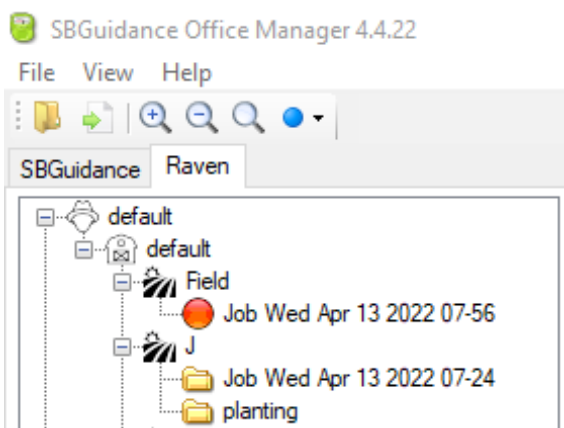 SBGuidance Office Manager 4.4.22
File View Help
SBGuidance Raven
default
default
Field
Job Wed Apr 13 2022 07-56
J
Job Wed Apr 13 2022 07-24
planting